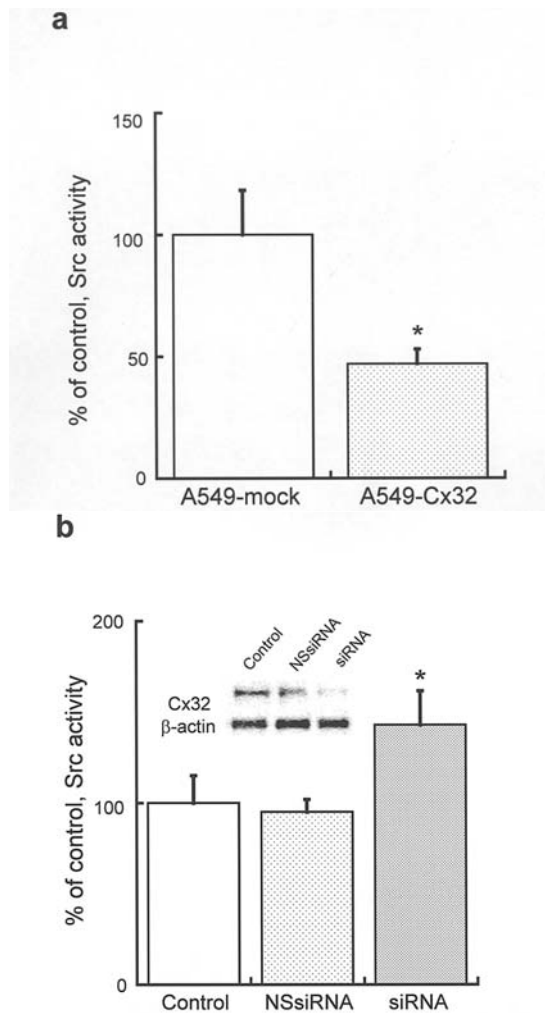 a
150
100
50
0
% of control, Src activity
*
A549-mock
A549-Cx32
b
200
100
0
% of control, Src activity
Control
NSsiRNA
siRNA
Cx32
β-actin
*
Control
NSsiRNA
siRNA